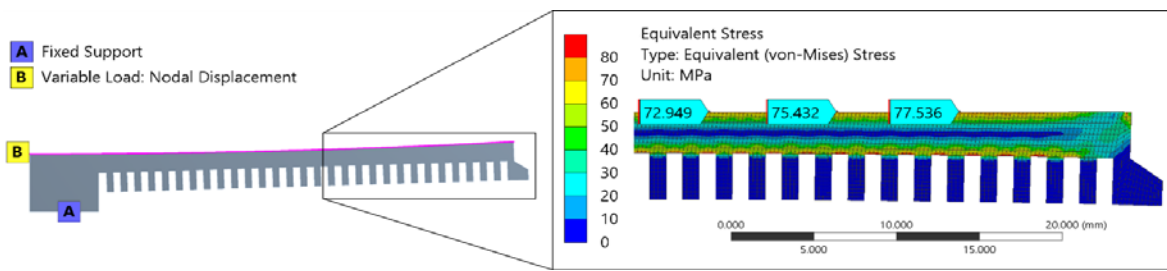 A Fixed Support
B Variable Load: Nodal Displacement
B
A
Equivalent Stress
Type: Equivalent (von-Mises) Stress
Unit: MPa
80
70
60
50
40
30
20
10
0
72.949 75.432 77.536
0.000 10.000 20.000 (mm)
5.000 15.000